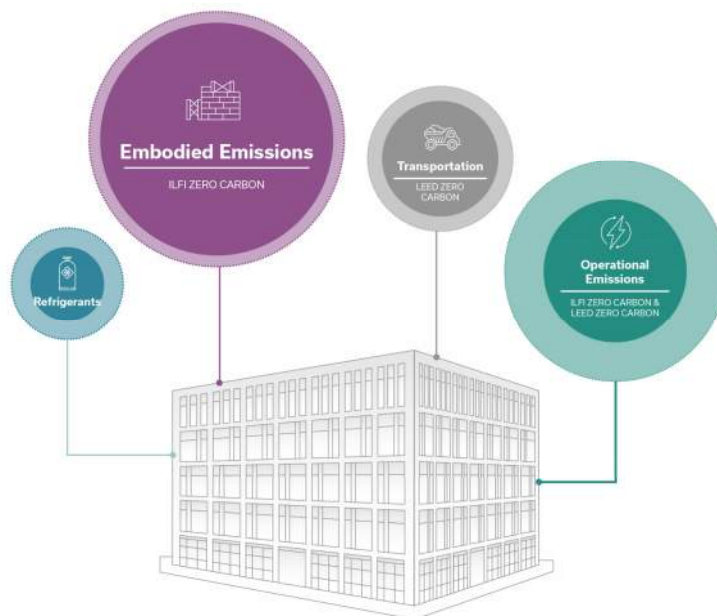 Embodied Emissions
ILFI ZERO CARBON
Transportation
LEED ZERO
CARBON
Operational
Emissions
ILFI ZERO CARBON &
LEED ZERO CARBON
Refrigerants